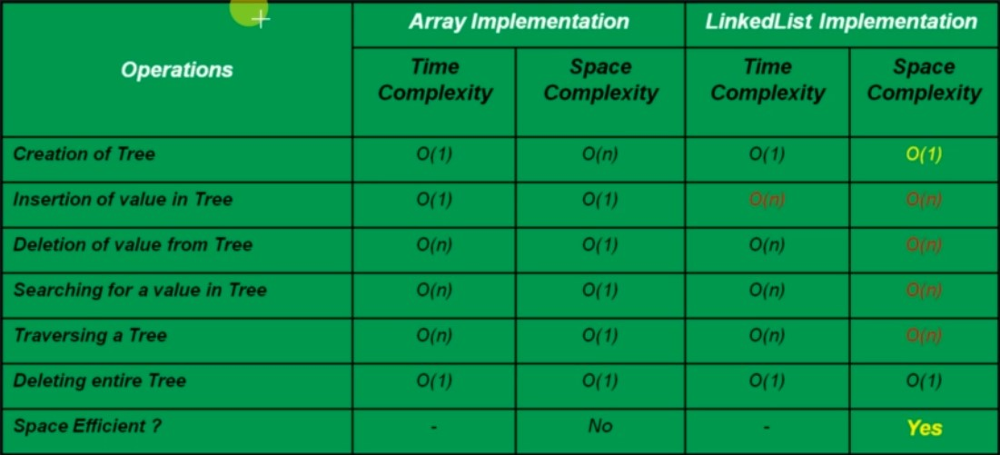 Operations Array Implementation LinkedList Implementation
Time Complexity Space Complexity Time Complexity Space Complexity
Creation of Tree O(1) O(n) O(1) O(1)
Insertion of value in Tree O(1) O(1) O(n) O(n)
Deletion of value from Tree O(n) O(1) O(n) O(n)
Searching for a value in Tree O(n) O(1) O(n) O(n)
Traversing a Tree O(n) O(1) O(n) O(n)
Deleting entire Tree O(1) O(1) O(1) O(1)
Space Efficient ? - No - Yes